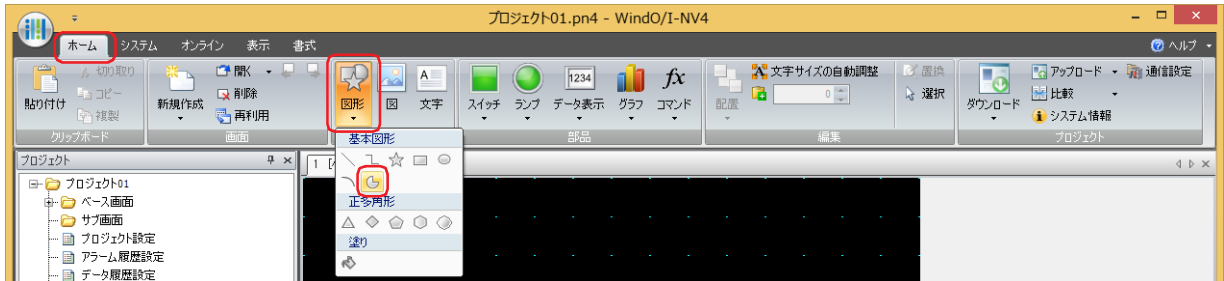 プロジェクト01.pn4 - WindO/I-NV4
ホーム システム オンライン 表示 書式 ヘルプ
貼り付け 切り取り 新規作成 開く 図形 図 A 文字 スイッチ ランプ 1234 データ表示 グラフ fx コマンド 配置 文字サイズの自動調整 置換 ダウンロード アップロード 通信設定
コピー 削除 0 選択 比較
複製 再利用 システム情報
クリップボード 画面 部品 編集 プロジェクト
基本図形
正多角形
塗り
プロジェクト 1
プロジェクト01
ベース画面
サブ画面
プロジェクト設定
アラーム履歴設定
データ履歴設定